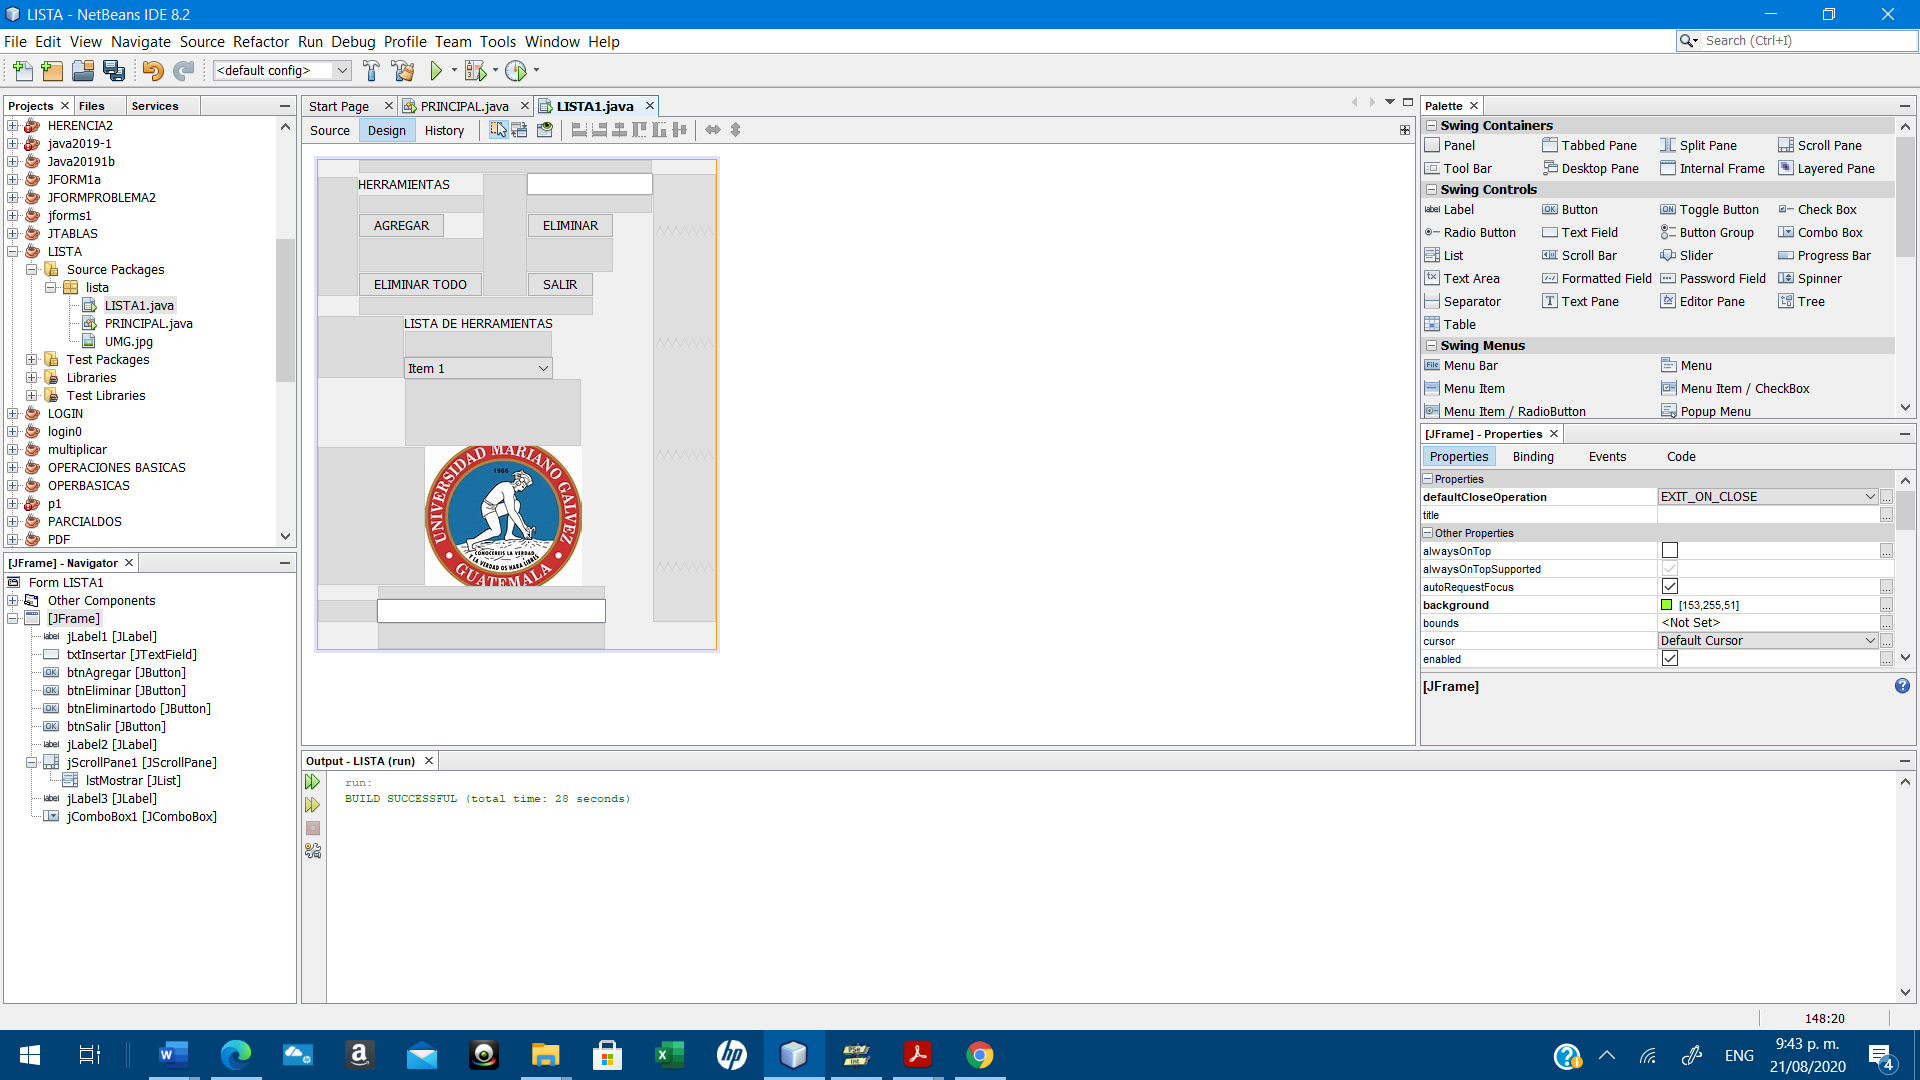 LISTA - NetBeans IDE 8.2
File Edit View Navigate Source Refactor Run Debug Profile Team Tools Window Help
Search (Ctrl+I)
<default config>
Projects Files Services
HERENCIA2
java2019-1
Java20191b
JFORM1a
JFORMPROBLEMA2
jforms1
JTABLAS
LISTA
Source Packages
lista
LISTA1.java
PRINCIPAL.java
UMG.jpg
Test Packages
Libraries
Test Libraries
LOGIN
login0
multiplicar
OPERACIONES BASICAS
OPERBASICAS
p1
PARCIALDOS
PDF
[JFrame] - Navigator
Form LISTA1
Other Components
[JFrame]
jLabel1 [JLabel]
txtInsertar [JTextField]
btnAgregar [JButton]
btnEliminar [JButton]
btnEliminartodo [JButton]
btnSalir [JButton]
jLabel2 [JLabel]
jScrollPane1 [JScrollPane]
lstMostrar [JList]
jLabel3 [JLabel]
jComboBox1 [JComboBox]
Start Page PRINCIPAL.java LISTA1.java
Source Design History
HERRAMIENTAS
AGREGAR ELIMINAR
ELIMINAR TODO SALIR
LISTA DE HERRAMIENTAS
Item 1
UNIVERSIDAD MARIANO GALVEZ
1966
CONOCEREIS LA VERDAD
Y LA VERDAD OS HARA LIBRES
GUATEMALA
Output - LISTA (run)
run:
BUILD SUCCESSFUL (total time: 28 seconds)
Palette
Swing Containers
Panel Tabbed Pane Split Pane Scroll Pane
Tool Bar Desktop Pane Internal Frame Layered Pane
Swing Controls
Label Button Toggle Button Check Box
Radio Button Text Field Button Group Combo Box
List Scroll Bar Slider Progress Bar
Text Area Formatted Field Password Field Spinner
Separator Text Pane Editor Pane Tree
Table
Swing Menus
Menu Bar Menu
Menu Item Menu Item / CheckBox
Menu Item / RadioButton Popup Menu
[JFrame] - Properties
Properties Binding Events Code
Properties
defaultCloseOperation EXIT_ON_CLOSE
title
Other Properties
alwaysOnTop
alwaysOnTopSupported
autoRequestFocus
background [153,255,51]
bounds <Not Set>
cursor Default Cursor
enabled
[JFrame]
148:20
ENG
9:43 p. m.
21/08/2020
4